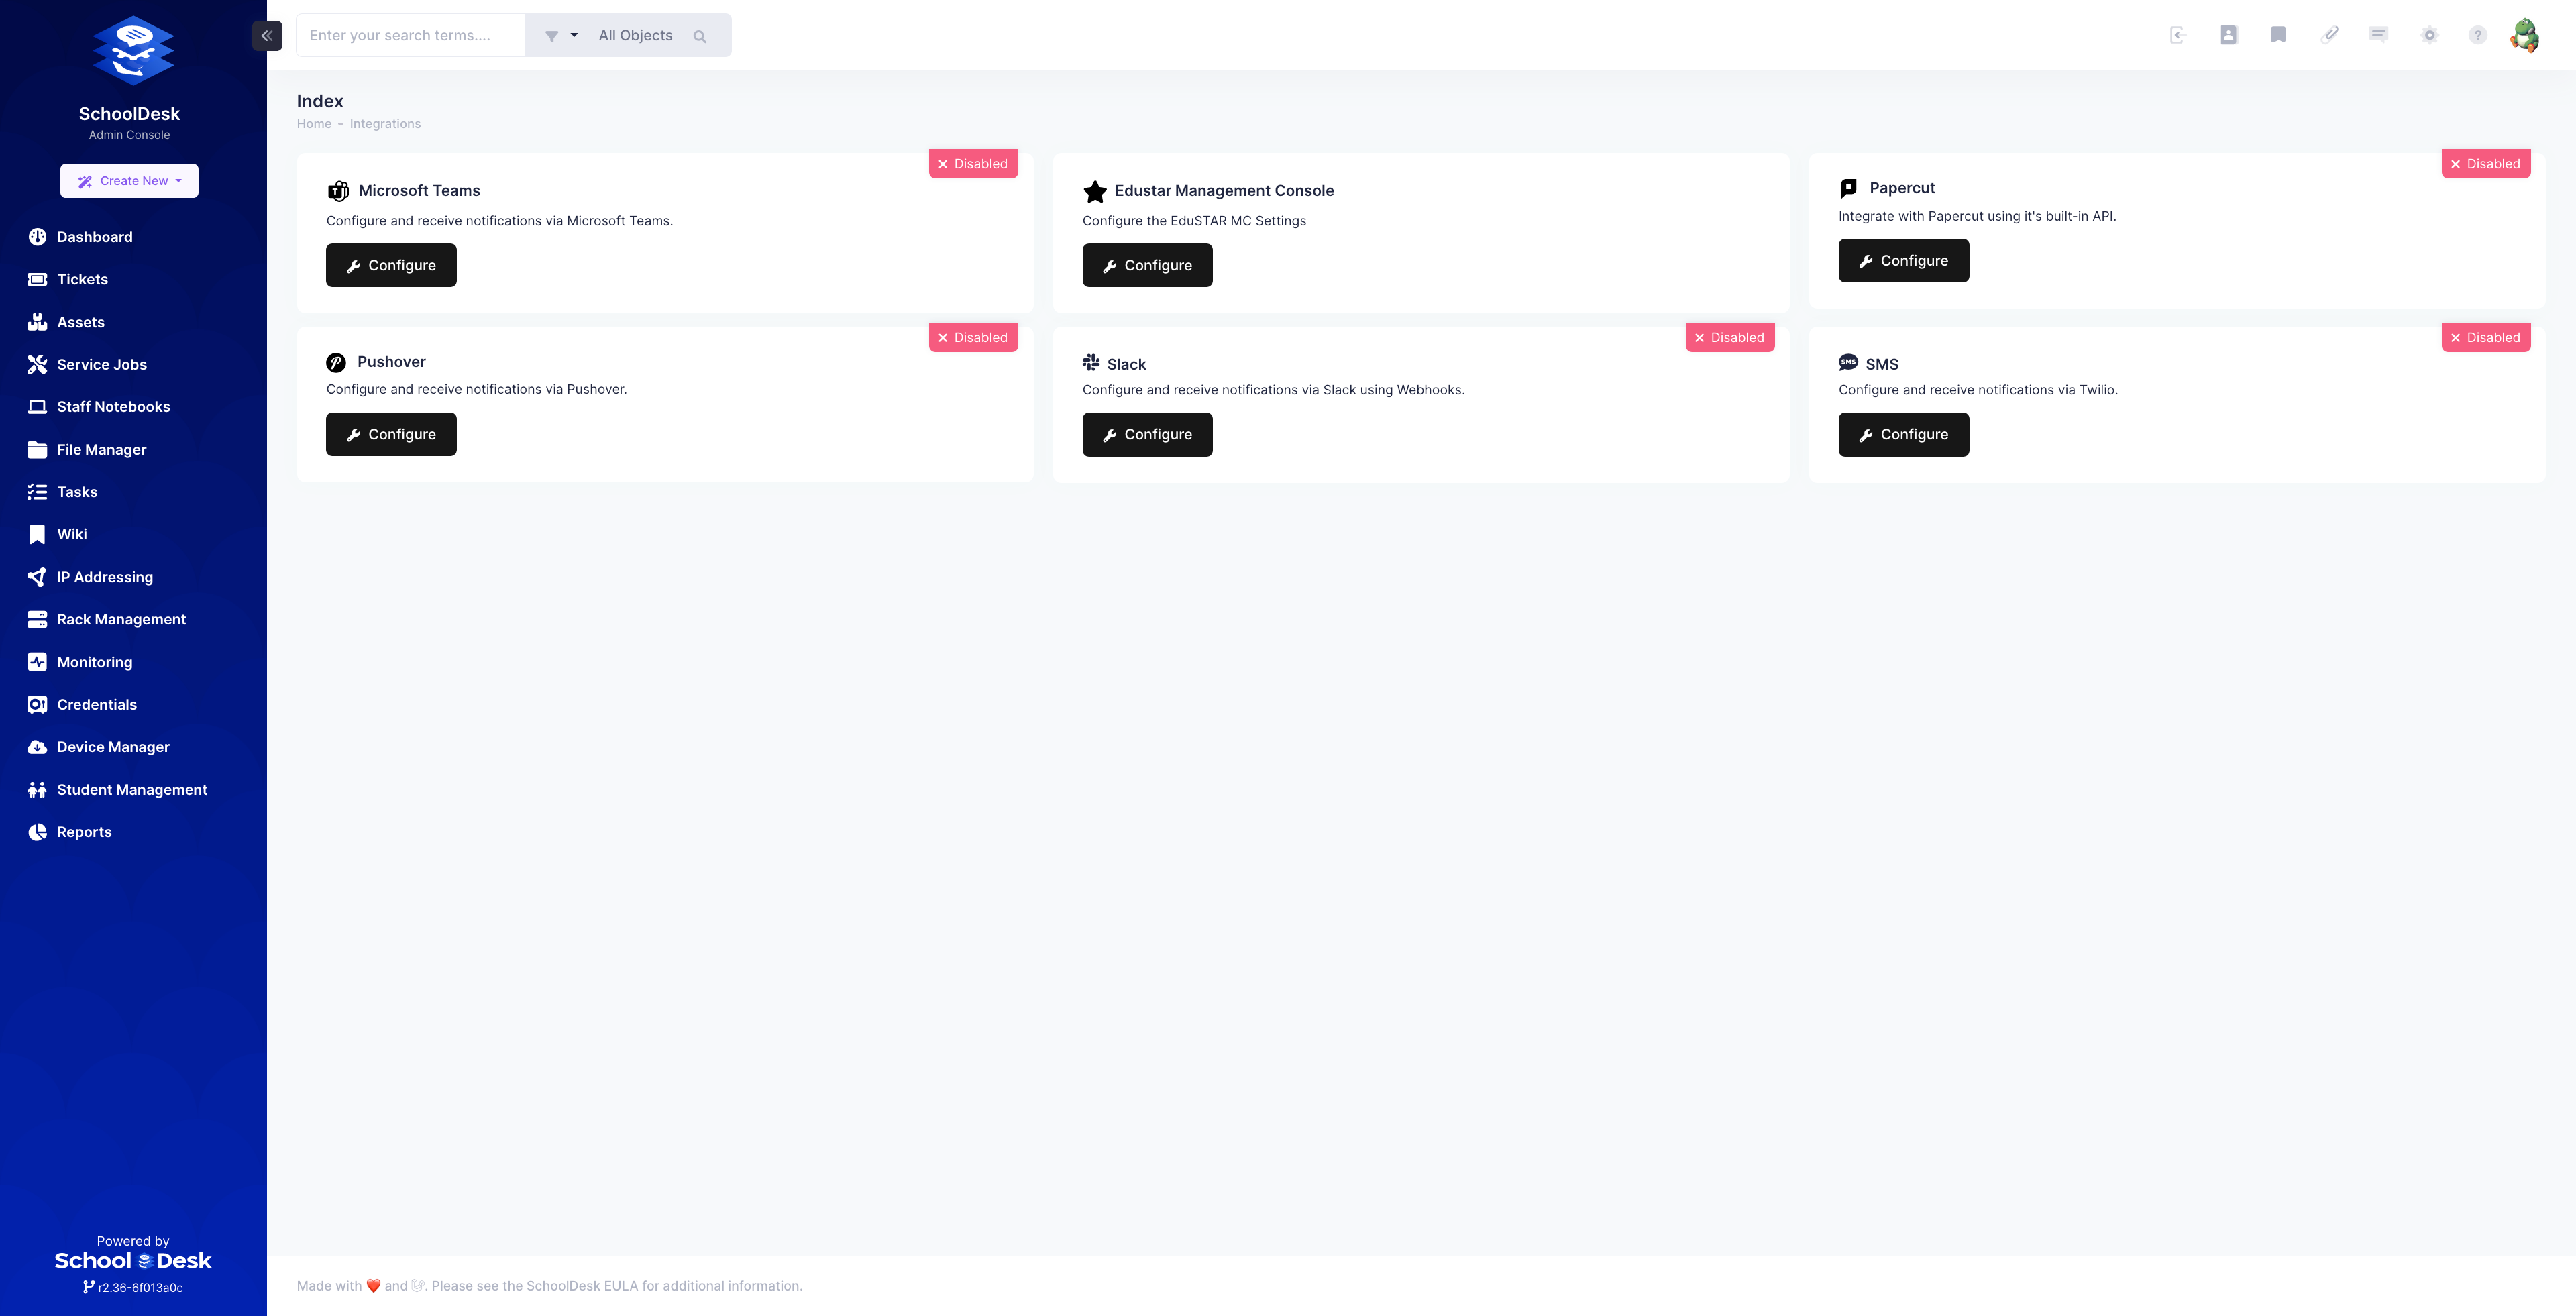 SchoolDesk
Admin Console
Create New
Dashboard
Tickets
Assets
Service Jobs
Staff Notebooks
File Manager
Tasks
Wiki
IP Addressing
Rack Management
Monitoring
Credentials
Device Manager
Student Management
Reports
Powered by
School Desk
r2.36-6f013a0c
Enter your search terms....
All Objects
?
Index
Home - Integrations
Disabled
Microsoft Teams
Configure and receive notifications via Microsoft Teams.
Configure
Edustar Management Console
Configure the EduSTAR MC Settings
Configure
Disabled
Papercut
Integrate with Papercut using it's built-in API.
Configure
Disabled
Pushover
Configure and receive notifications via Pushover.
Configure
Disabled
Slack
Configure and receive notifications via Slack using Webhooks.
Configure
Disabled
SMS
SMS
Configure and receive notifications via Twilio.
Configure
Made with ❤️ and . Please see the SchoolDesk EULA for additional information.